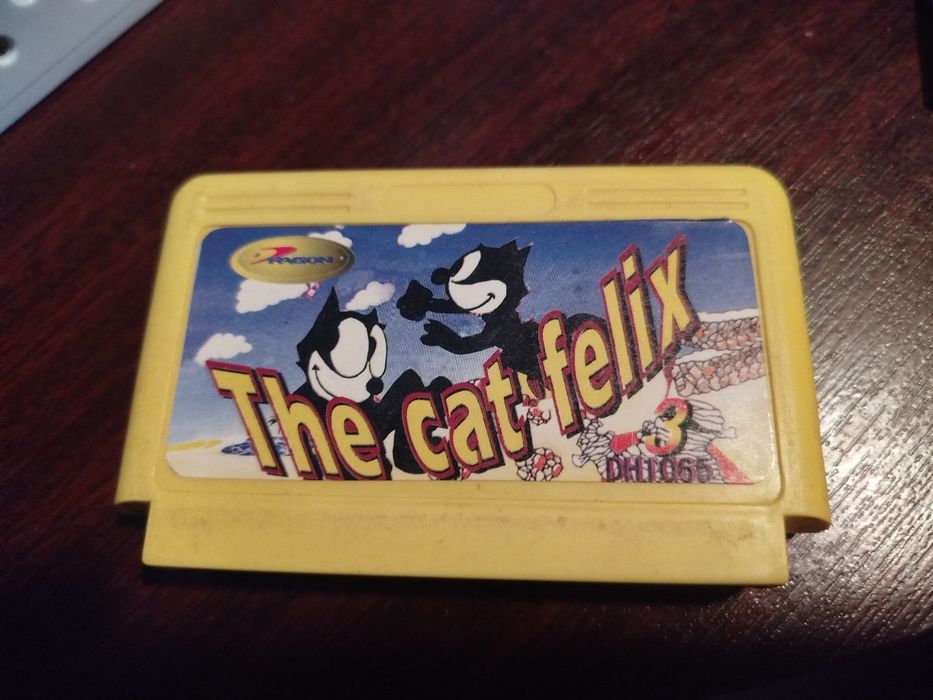 DRAGON
The cat felix
3
DH1065